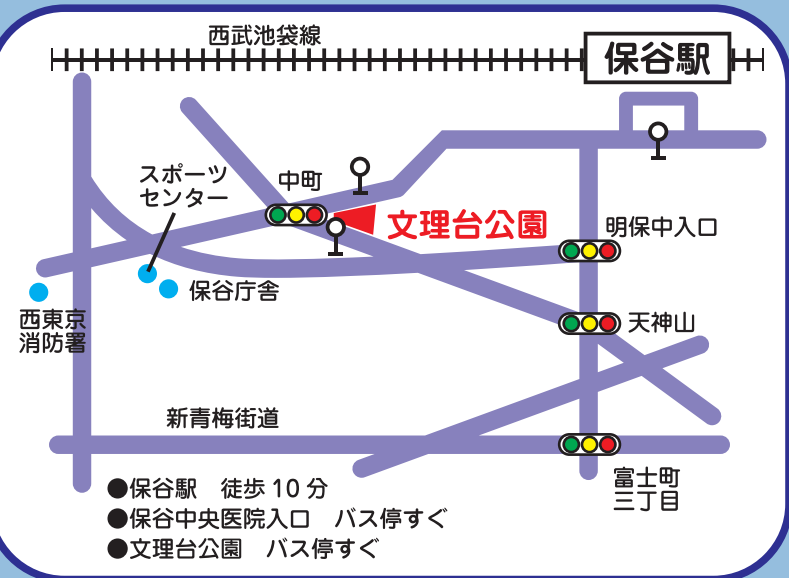 西武池袋線
保谷駅
スポーツ
センター
中町
文理台公園
明保中入口
保谷庁舎
西東京
消防署
天神山
新青梅街道
富士町
三丁目
●保谷駅　徒歩10分
●保谷中央医院入口　バス停すぐ
●文理台公園　バス停すぐ